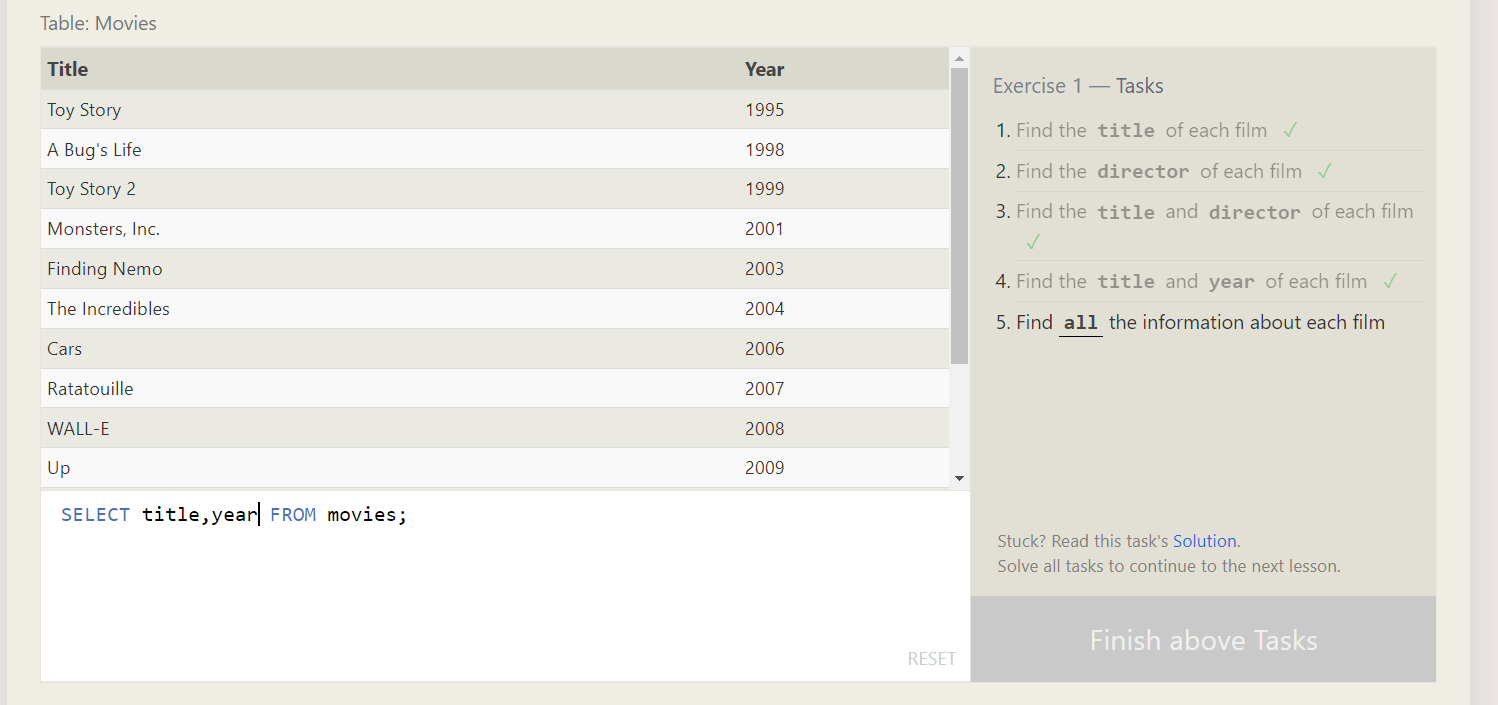 Table: Movies
Title Year
Toy Story 1995
A Bug's Life 1998
Toy Story 2 1999
Monsters, Inc. 2001
Finding Nemo 2003
The Incredibles 2004
Cars 2006
Ratatouille 2007
WALL-E 2008
Up 2009
SELECT title,year FROM movies;
RESET
Exercise 1 — Tasks
1. Find the title of each film ✓
2. Find the director of each film ✓
3. Find the title and director of each film
✓
4. Find the title and year of each film ✓
5. Find all the information about each film
Stuck? Read this task's Solution.
Solve all tasks to continue to the next lesson.
Finish above Tasks